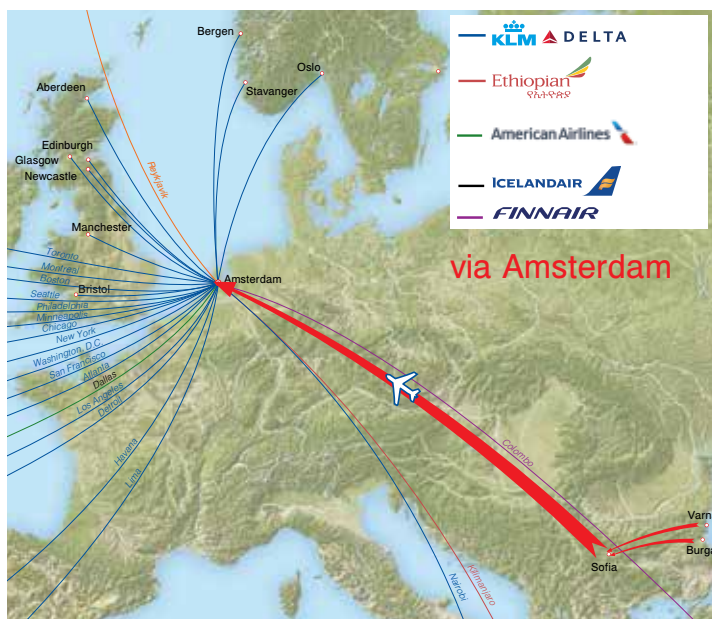 KLM DELTA
Ethiopian
የኢትዮጵያ
American Airlines
ICELANDAIR
FINNAIR
via Amsterdam
Bergen
Oslo
Stavanger
Aberdeen
Edinburgh
Glasgow
Newcastle
Reykjavik
Manchester
Toronto
Montreal
Boston
Amsterdam
Seattle
Bristol
Philadelphia
Minneapolis
Chicago
New York
Washington, D.C.
San Francisco
Atlanta
Dallas
Los Angeles
Detroit
Havana
Lima
Colombo
Varn
Burga
Sofia
Nairobi
Kilimanjaro